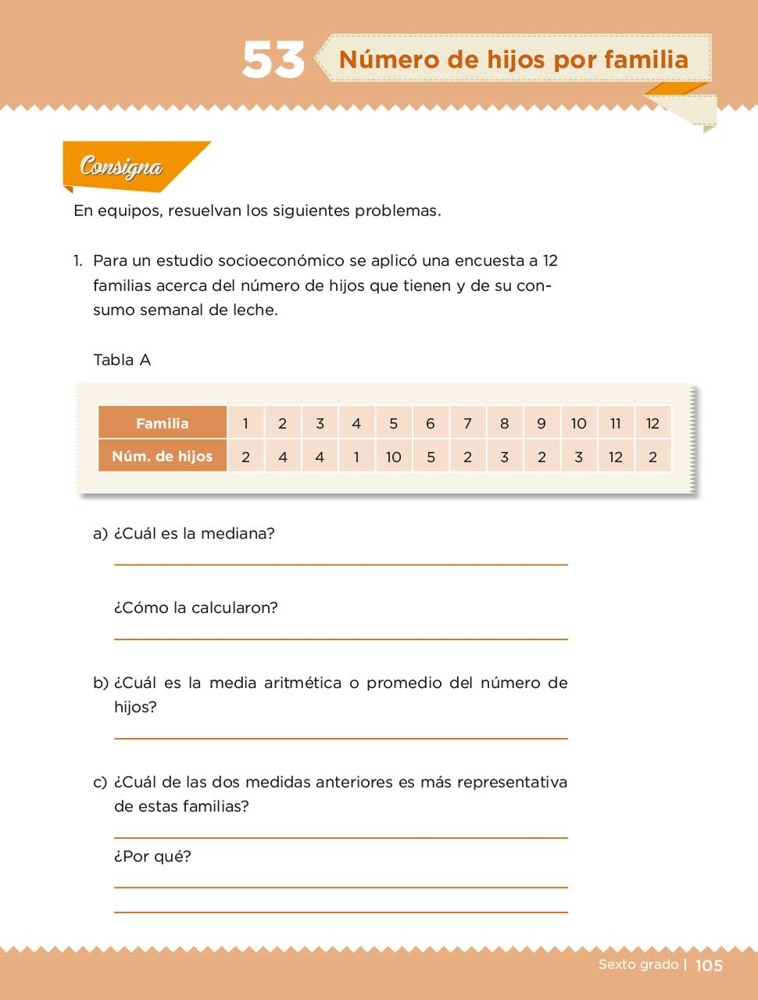 53
Número de hijos por familia
Consigna
En equipos, resuelvan los siguientes problemas.
1. Para un estudio socioeconómico se aplicó una encuesta a 12
familias acerca del número de hijos que tienen y de su con-
sumo semanal de leche.
Tabla A
Familia 1 2 3 4 5 6 7 8 9 10 11 12
Núm. de hijos 2 4 4 1 10 5 2 3 2 3 12 2
a) ¿Cuál es la mediana?
¿Cómo la calcularon?
b) ¿Cuál es la media aritmética o promedio del número de
hijos?
c) ¿Cuál de las dos medidas anteriores es más representativa
de estas familias?
¿Por qué?
Sexto grado | 105